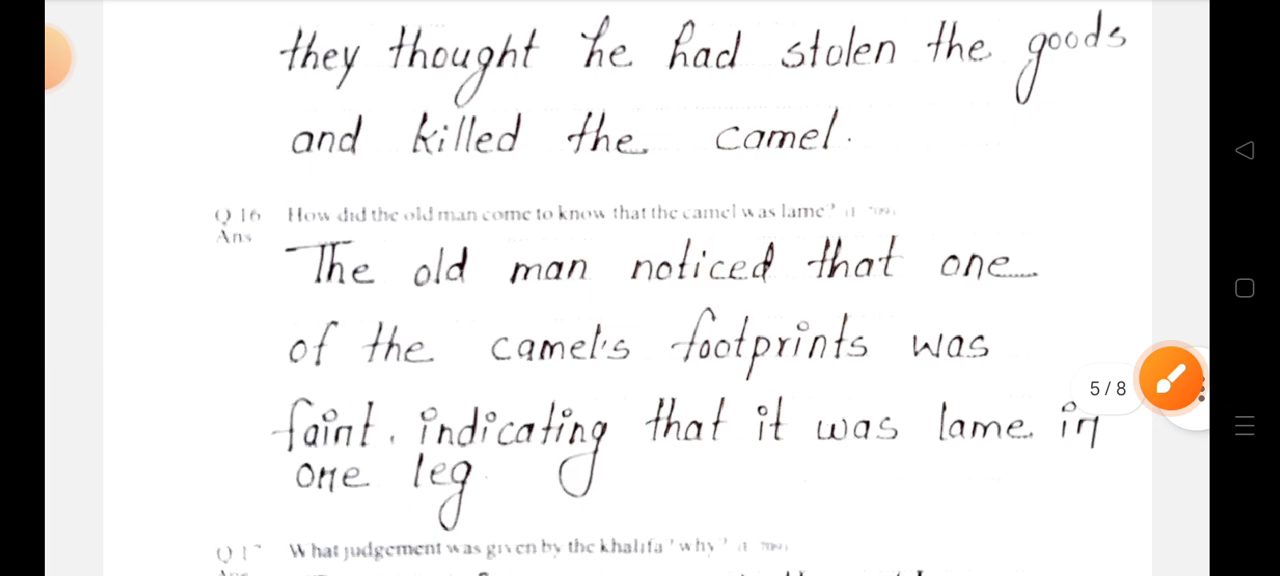 they thought he had stolen the goods
and killed the camel.
Q 16 How did the old man come to know that the camel was lame?
Ans
The old man noticed that one
of the camel's footprints was
faint, indicating that it was lame in
one leg
5 / 8
What judgement was given by the khalifa? why?